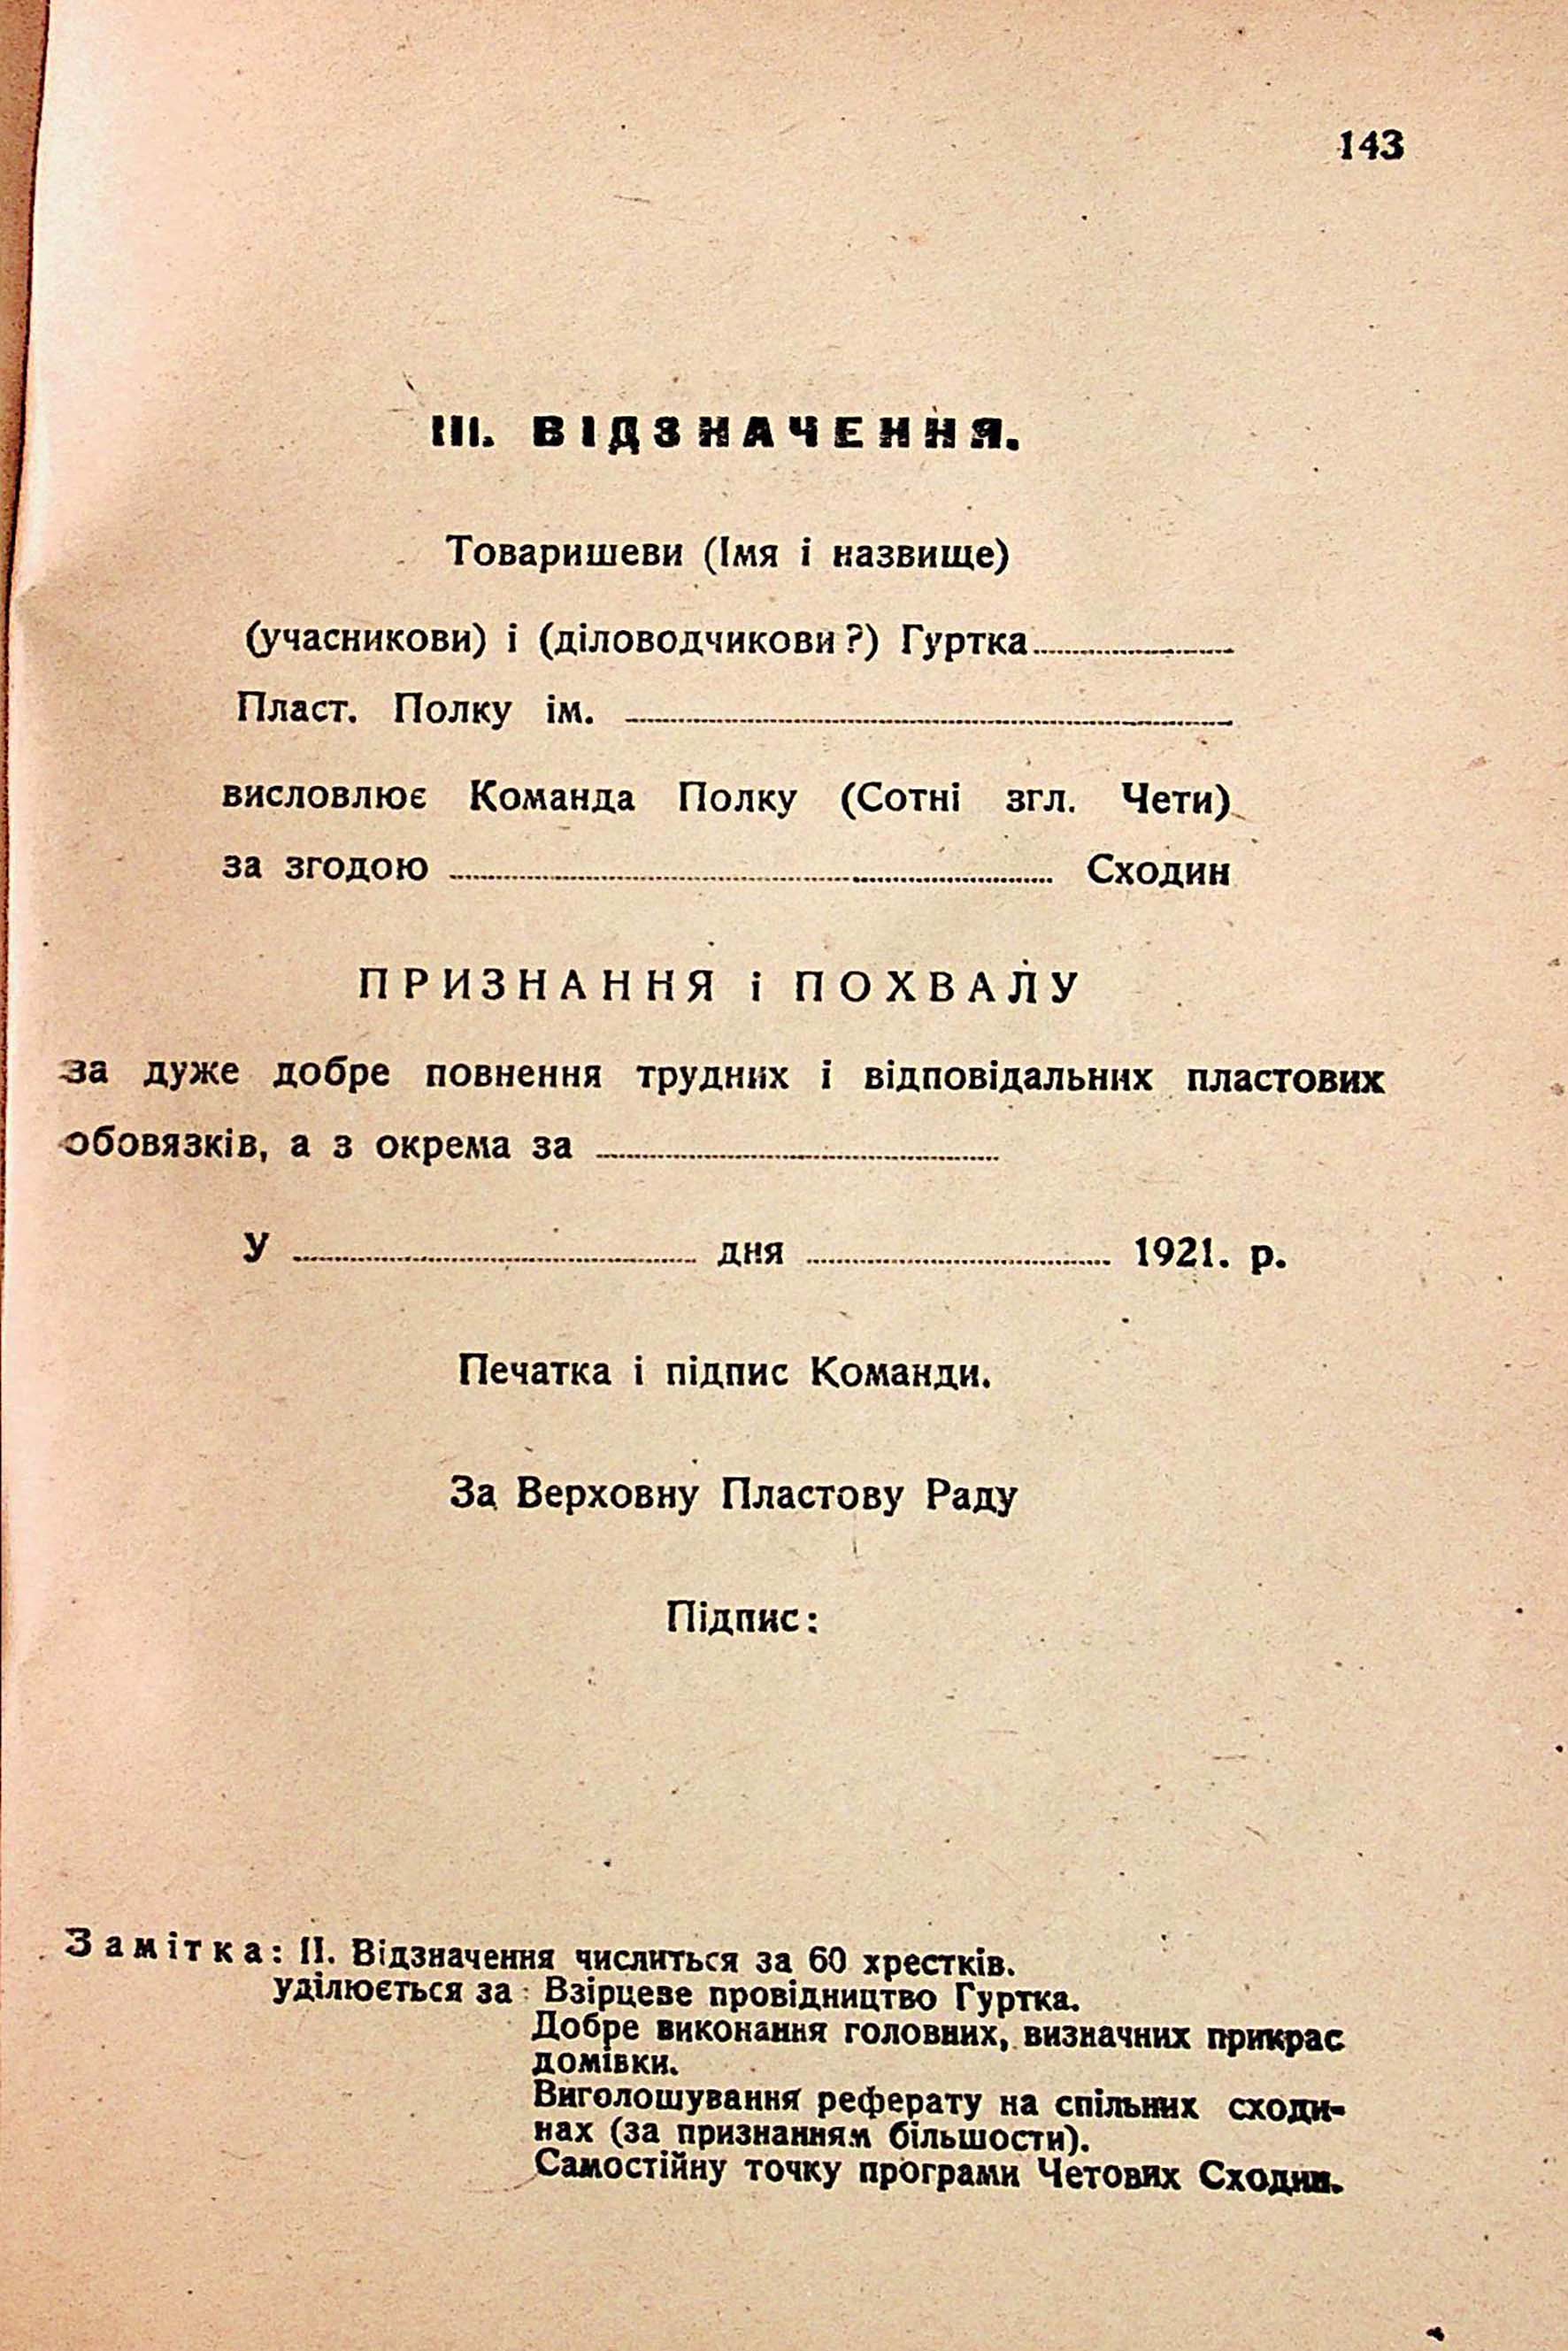 143
III. ВІДЗНАЧЕННЯ.
Товаришеви (Імя і назвище)
(учасникови) і (діловодчикови?) Гуртка
Пласт. Полку ім.
висловлює Команда Полку (Сотні згл. Чети)
за згодою Сходин
ПРИЗНАННЯ і ПОХВАЛУ
за дуже добре повнення трудних і відповідальних пластових
обовязків, а з окрема за
У дня 1921. р.
Печатка і підпис Команди.
За Верховну Пластову Раду
Підпис:
Замітка: II. Відзначення числиться за 60 хрестків.
уділюється за: Взірцеве провідництво Гуртка.
Добре виконання головних, визначних прикрас
домівки.
Виголошування реферату на спільних сходи-
нах (за признанням більшости).
Самостійну точку програми Четових Сходин.